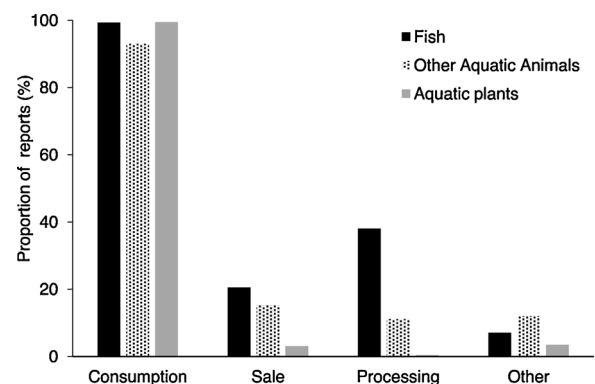 100
80
60
40
20
0
Proportion of reports (%)
Fish
Other Aquatic Animals
Aquatic plants
Consumption Sale Processing Other